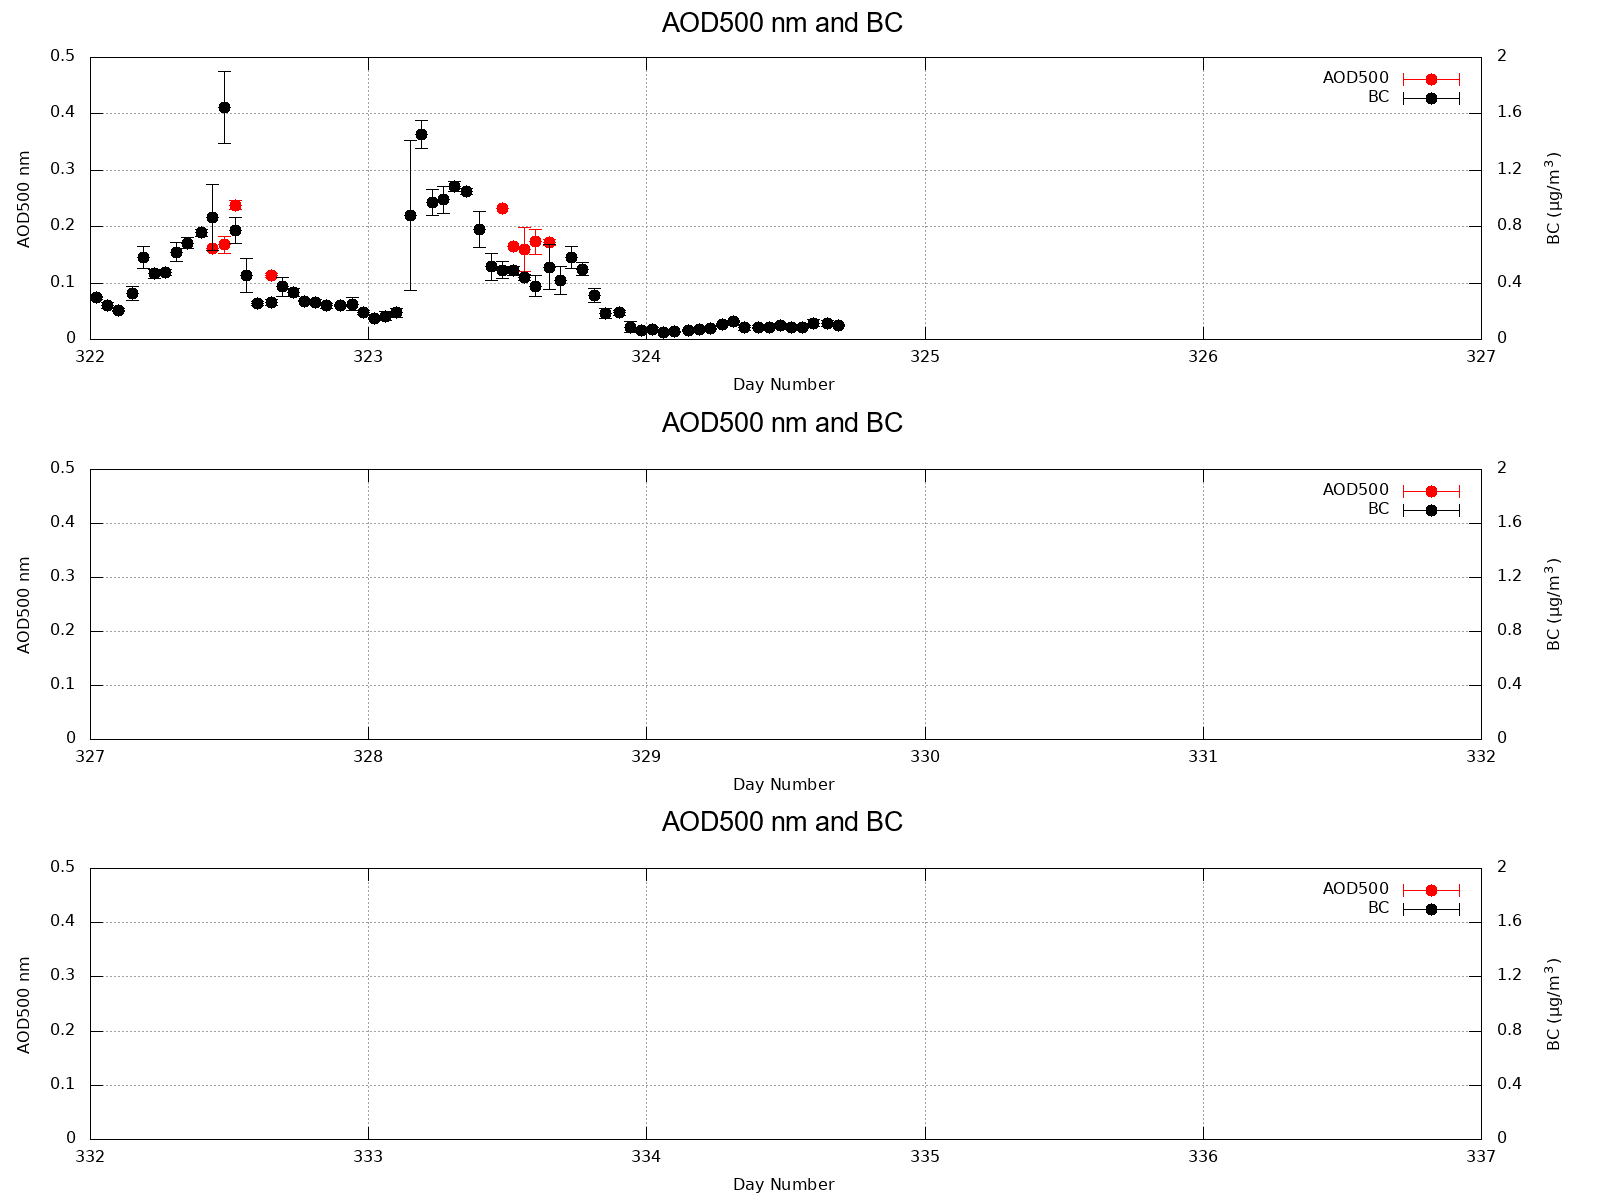 AOD500 nm and BC
0.5
0.4
0.3
0.2
0.1
0
AOD500 nm
2
1.6
1.2
0.8
0.4
0
BC (µg/m³)
AOD500
BC
322 323 324 325 326 327
Day Number
AOD500 nm and BC
0.5
0.4
0.3
0.2
0.1
0
AOD500 nm
2
1.6
1.2
0.8
0.4
0
BC (µg/m³)
AOD500
BC
327 328 329 330 331 332
Day Number
AOD500 nm and BC
0.5
0.4
0.3
0.2
0.1
0
AOD500 nm
2
1.6
1.2
0.8
0.4
0
BC (µg/m³)
AOD500
BC
332 333 334 335 336 337
Day Number